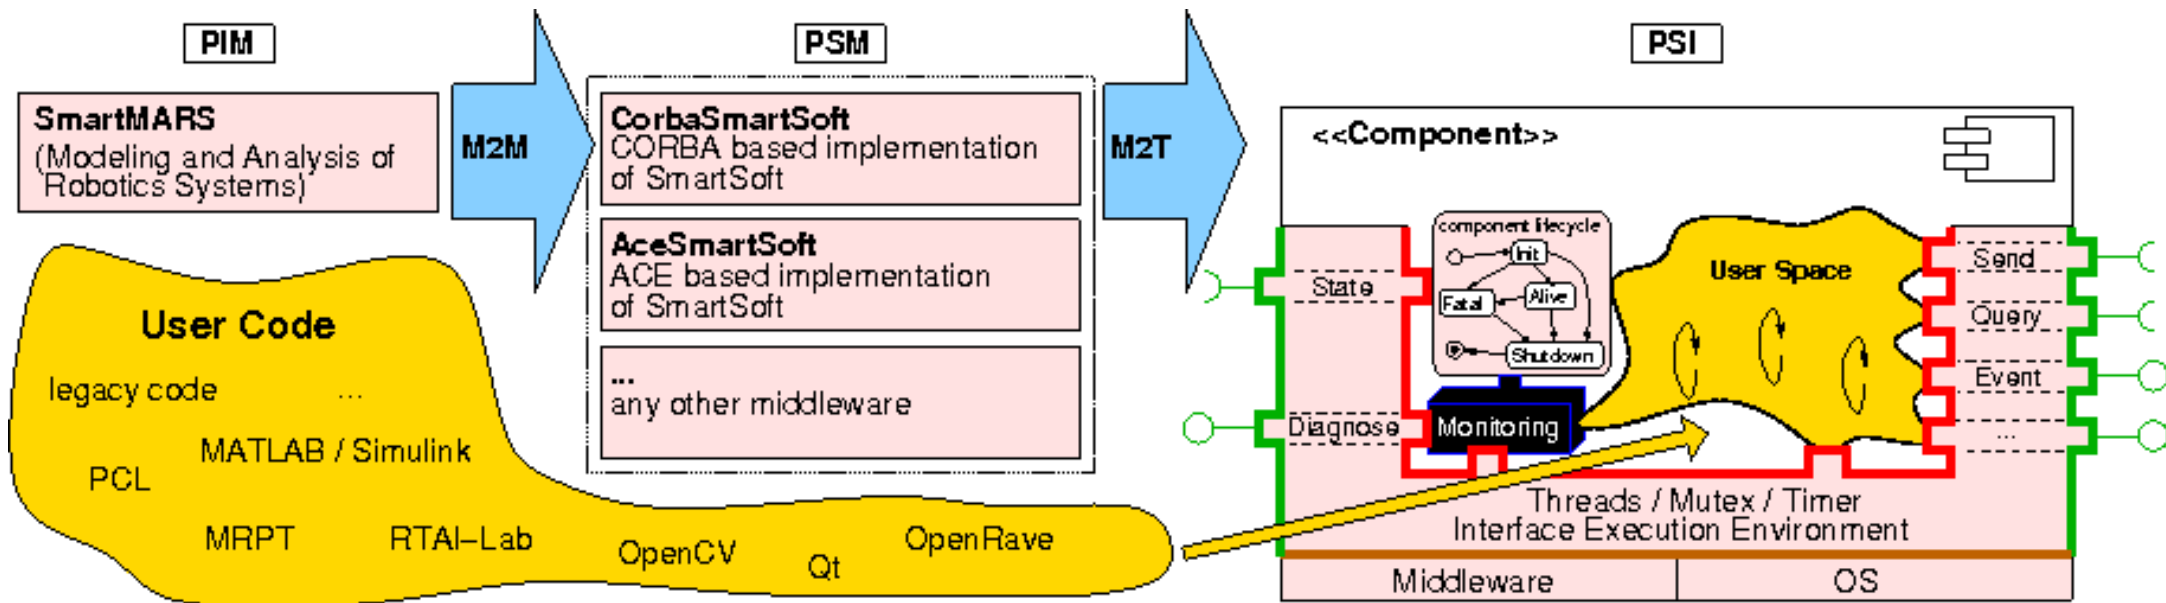 PIM
PSM
PSI
SmartMARS
(Modeling and Analysis of
Robotics Systems)
M2M
CorbaSmartSoft
CORBA based implementation
of SmartSoft
AceSmartSoft
ACE based implementation
of SmartSoft
...
any other middleware
M2T
<<Component>>
component lifecycle
Init
Fatal
Alive
Shutdown
State
Diagnose
Monitoring
User Space
Send
Query
Event
...
Threads / Mutex / Timer
Interface Execution Environment
Middleware
OS
User Code
legacy code
...
MATLAB / Simulink
PCL
MRPT
RTAI–Lab
OpenCV
Qt
OpenRave